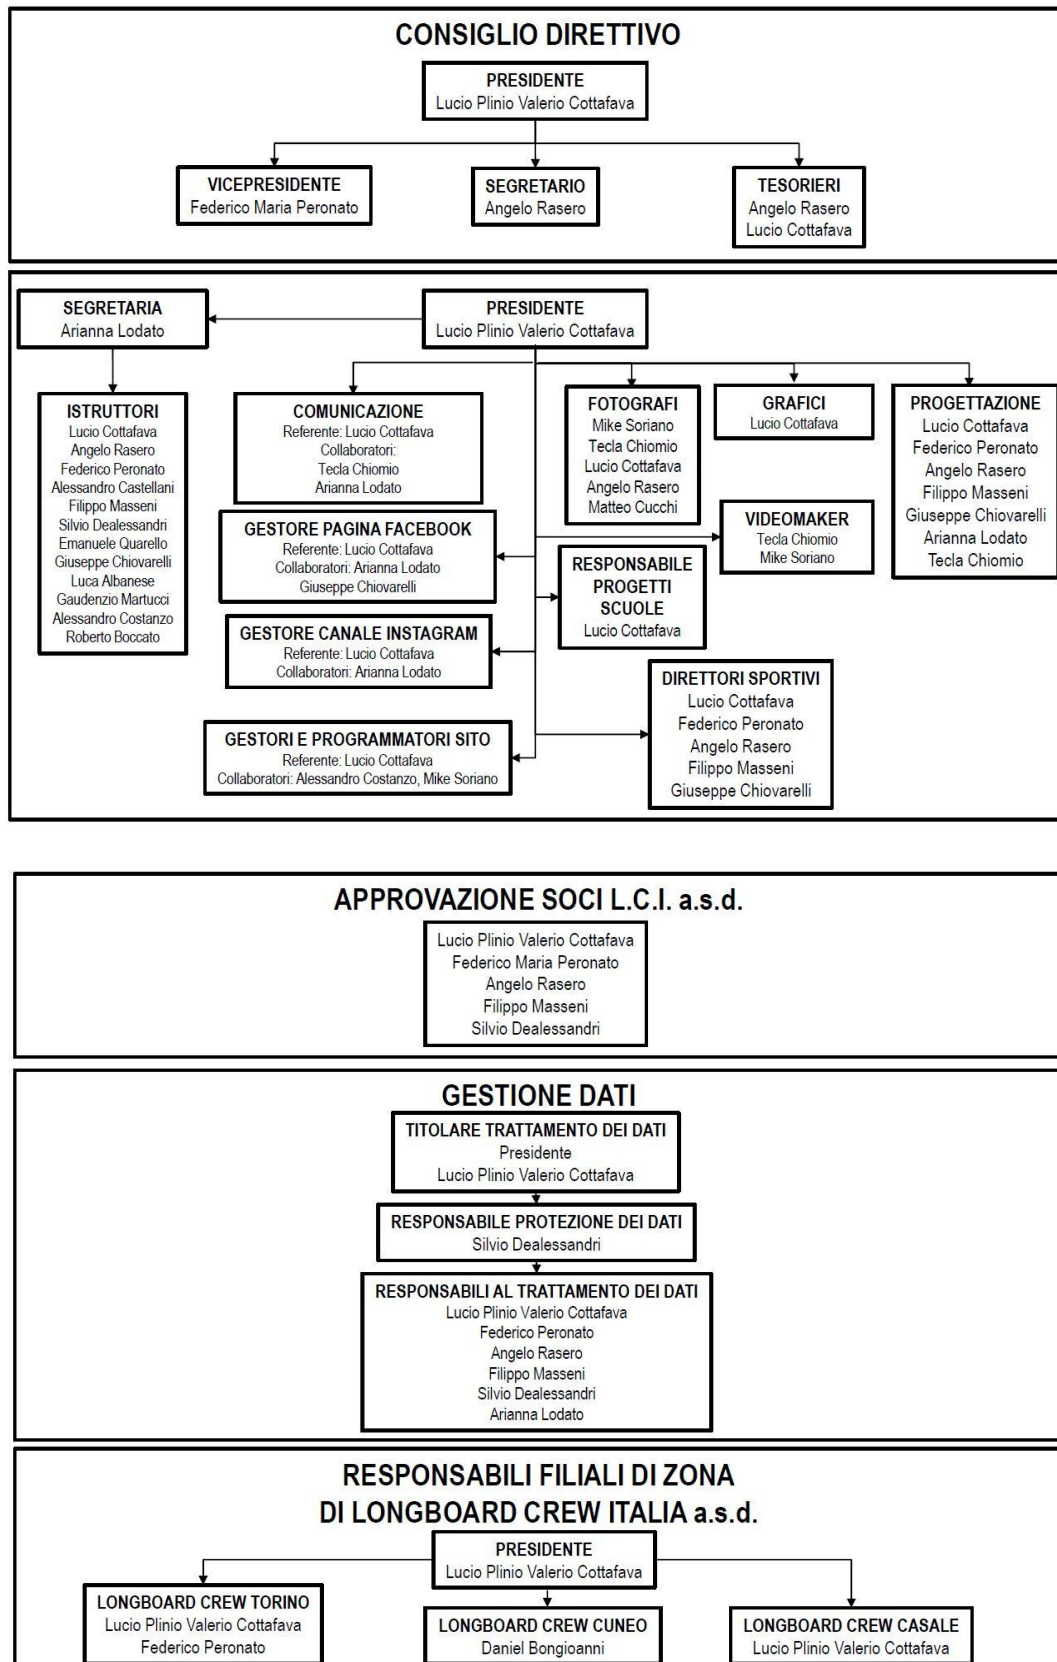 CONSIGLIO DIRETTIVO
PRESIDENTE
Lucio Plinio Valerio Cottafava
VICEPRESIDENTE
Federico Maria Peronato
SEGRETARIO
Angelo Rasero
TESORIERI
Angelo Rasero
Lucio Cottafava
SEGRETARIA
Arianna Lodato
PRESIDENTE
Lucio Plinio Valerio Cottafava
ISTRUTTORI
Lucio Cottafava
Angelo Rasero
Federico Peronato
Alessandro Castellani
Filippo Masseni
Silvio Dealessandri
Emanuele Quarello
Giuseppe Chiovarelli
Luca Albanese
Gaudenzio Martucci
Alessandro Costanzo
Roberto Boccato
COMUNICAZIONE
Referente: Lucio Cottafava
Collaboratori:
Tecla Chiomio
Arianna Lodato
GESTORE PAGINA FACEBOOK
Referente: Lucio Cottafava
Collaboratori: Arianna Lodato
Giuseppe Chiovarelli
GESTORE CANALE INSTAGRAM
Referente: Lucio Cottafava
Collaboratori: Arianna Lodato
GESTORI E PROGRAMMATORI SITO
Referente: Lucio Cottafava
Collaboratori: Alessandro Costanzo, Mike Soriano
FOTOGRAFI
Mike Soriano
Tecla Chiomio
Lucio Cottafava
Angelo Rasero
Matteo Cucchi
GRAFICI
Lucio Cottafava
VIDEOMAKER
Tecla Chiomio
Mike Soriano
PROGETTAZIONE
Lucio Cottafava
Federico Peronato
Angelo Rasero
Filippo Masseni
Giuseppe Chiovarelli
Arianna Lodato
Tecla Chiomio
RESPONSABILE
PROGETTI
SCUOLE
Lucio Cottafava
DIRETTORI SPORTIVI
Lucio Cottafava
Federico Peronato
Angelo Rasero
Filippo Masseni
Giuseppe Chiovarelli
APPROVAZIONE SOCI L.C.I. a.s.d.
Lucio Plinio Valerio Cottafava
Federico Maria Peronato
Angelo Rasero
Filippo Masseni
Silvio Dealessandri
GESTIONE DATI
TITOLARE TRATTAMENTO DEI DATI
Presidente
Lucio Plinio Valerio Cottafava
RESPONSABILE PROTEZIONE DEI DATI
Silvio Dealessandri
RESPONSABILI AL TRATTAMENTO DEI DATI
Lucio Plinio Valerio Cottafava
Federico Peronato
Angelo Rasero
Filippo Masseni
Silvio Dealessandri
Arianna Lodato
RESPONSABILI FILIALI DI ZONA
DI LONGBOARD CREW ITALIA a.s.d.
PRESIDENTE
Lucio Plinio Valerio Cottafava
LONGBOARD CREW TORINO
Lucio Plinio Valerio Cottafava
Federico Peronato
LONGBOARD CREW CUNEO
Daniel Bongioanni
LONGBOARD CREW CASALE
Lucio Plinio Valerio Cottafava